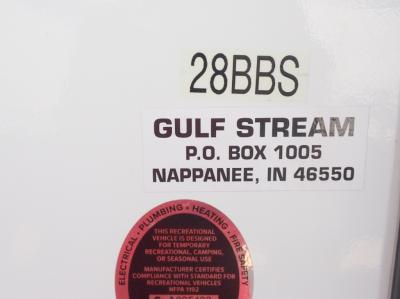 28BBS
GULF STREAM
P.O. BOX 1005
NAPPANEE, IN 46550
ELECTRICAL • PLUMBING • HEATING • FIRE SAFETY
THIS RECREATIONAL
VEHICLE IS DESIGNED
FOR TEMPORARY
RECREATIONAL, CAMPING,
OR SEASONAL USE
MANUFACTURER CERTIFIES
COMPLIANCE WITH STANDARD FOR
RECREATIONAL VEHICLES
NFPA 1192